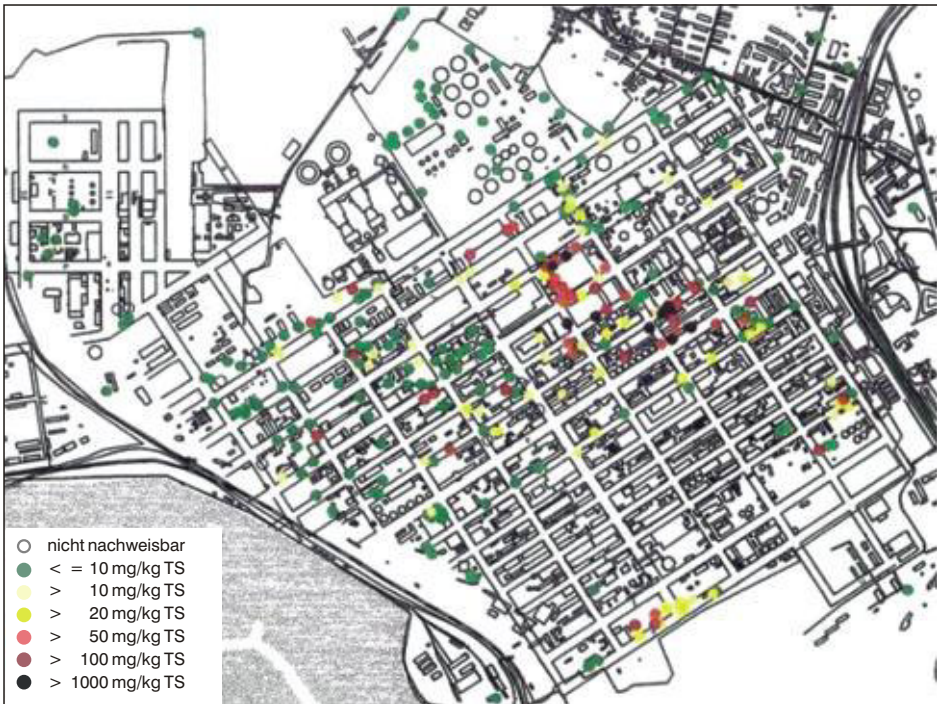 nicht nachweisbar
< = 10 mg/kg TS
> 10 mg/kg TS
> 20 mg/kg TS
> 50 mg/kg TS
> 100 mg/kg TS
> 1000 mg/kg TS